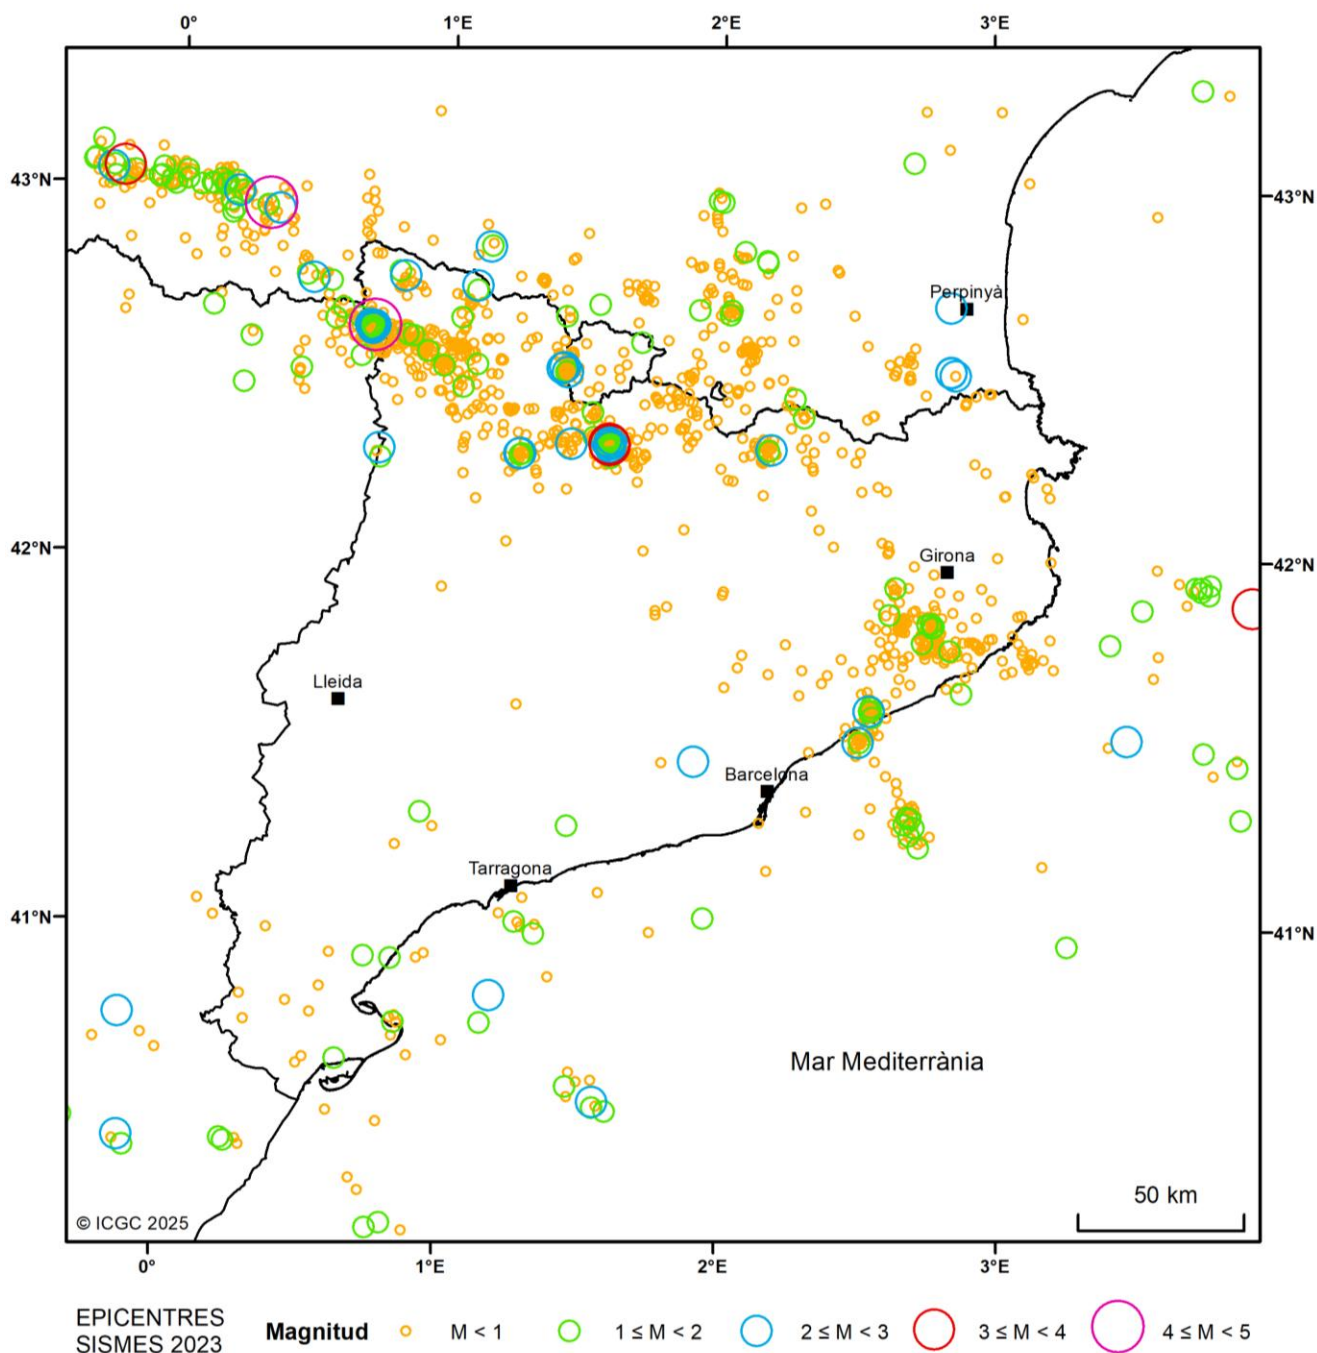 0° 1°E 2°E 3°E
43°N 43°N
Perpinyà
42°N 42°N
Girona
Lleida
Barcelona
Tarragona
41°N 41°N
Mar Mediterrània
50 km
© ICGC 2025
0° 1°E 2°E 3°E
EPICENTRES
SISMES 2023
Magnitud M < 1 1 ≤ M < 2 2 ≤ M < 3 3 ≤ M < 4 4 ≤ M < 5